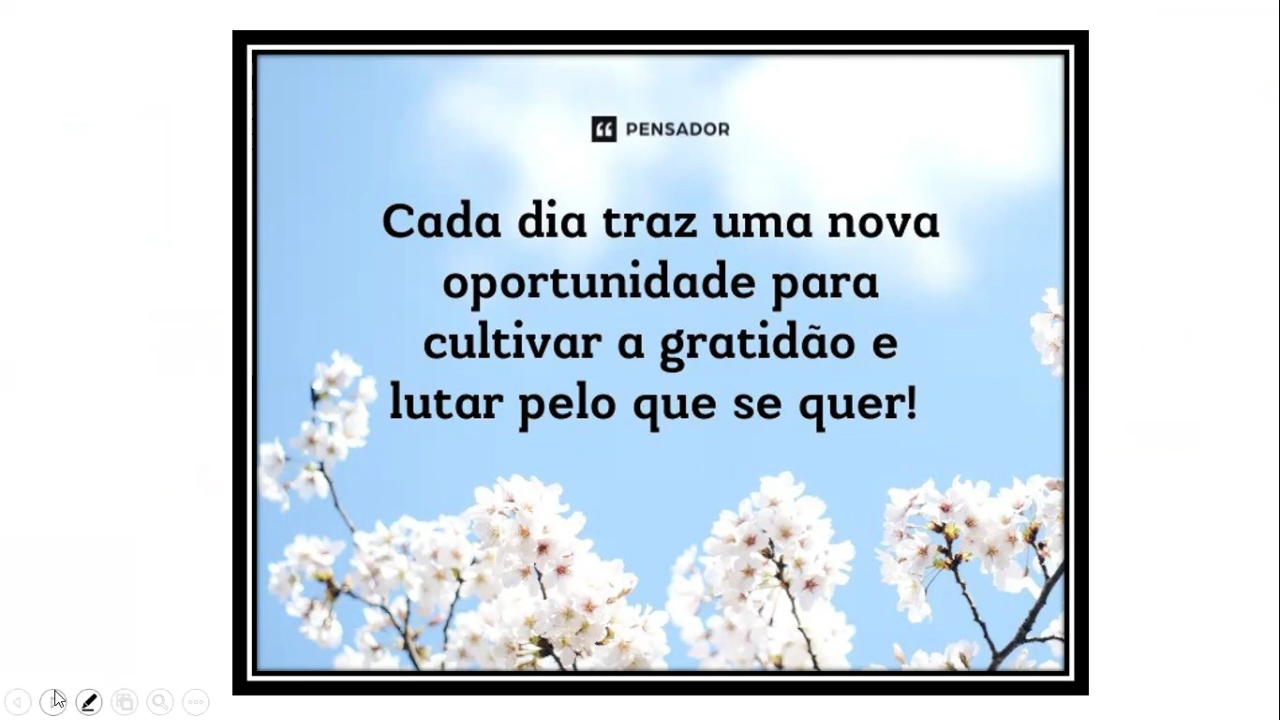 PENSADOR
Cada dia traz uma nova
oportunidade para
cultivar a gratidão e
lutar pelo que se quer!